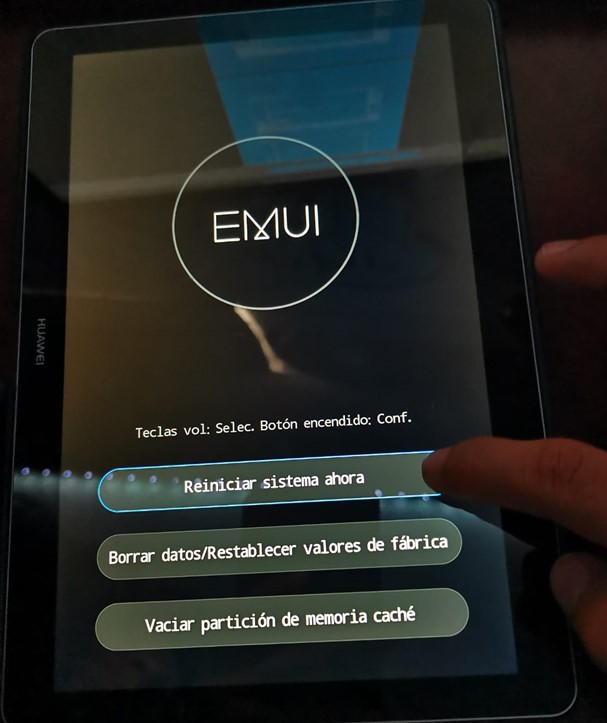 EMUI
HUAWEI
Teclas vol: Selec. Botón encendido: Conf.
Reiniciar sistema ahora
Borrar datos/Restablecer valores de fábrica
Vaciar partición de memoria caché